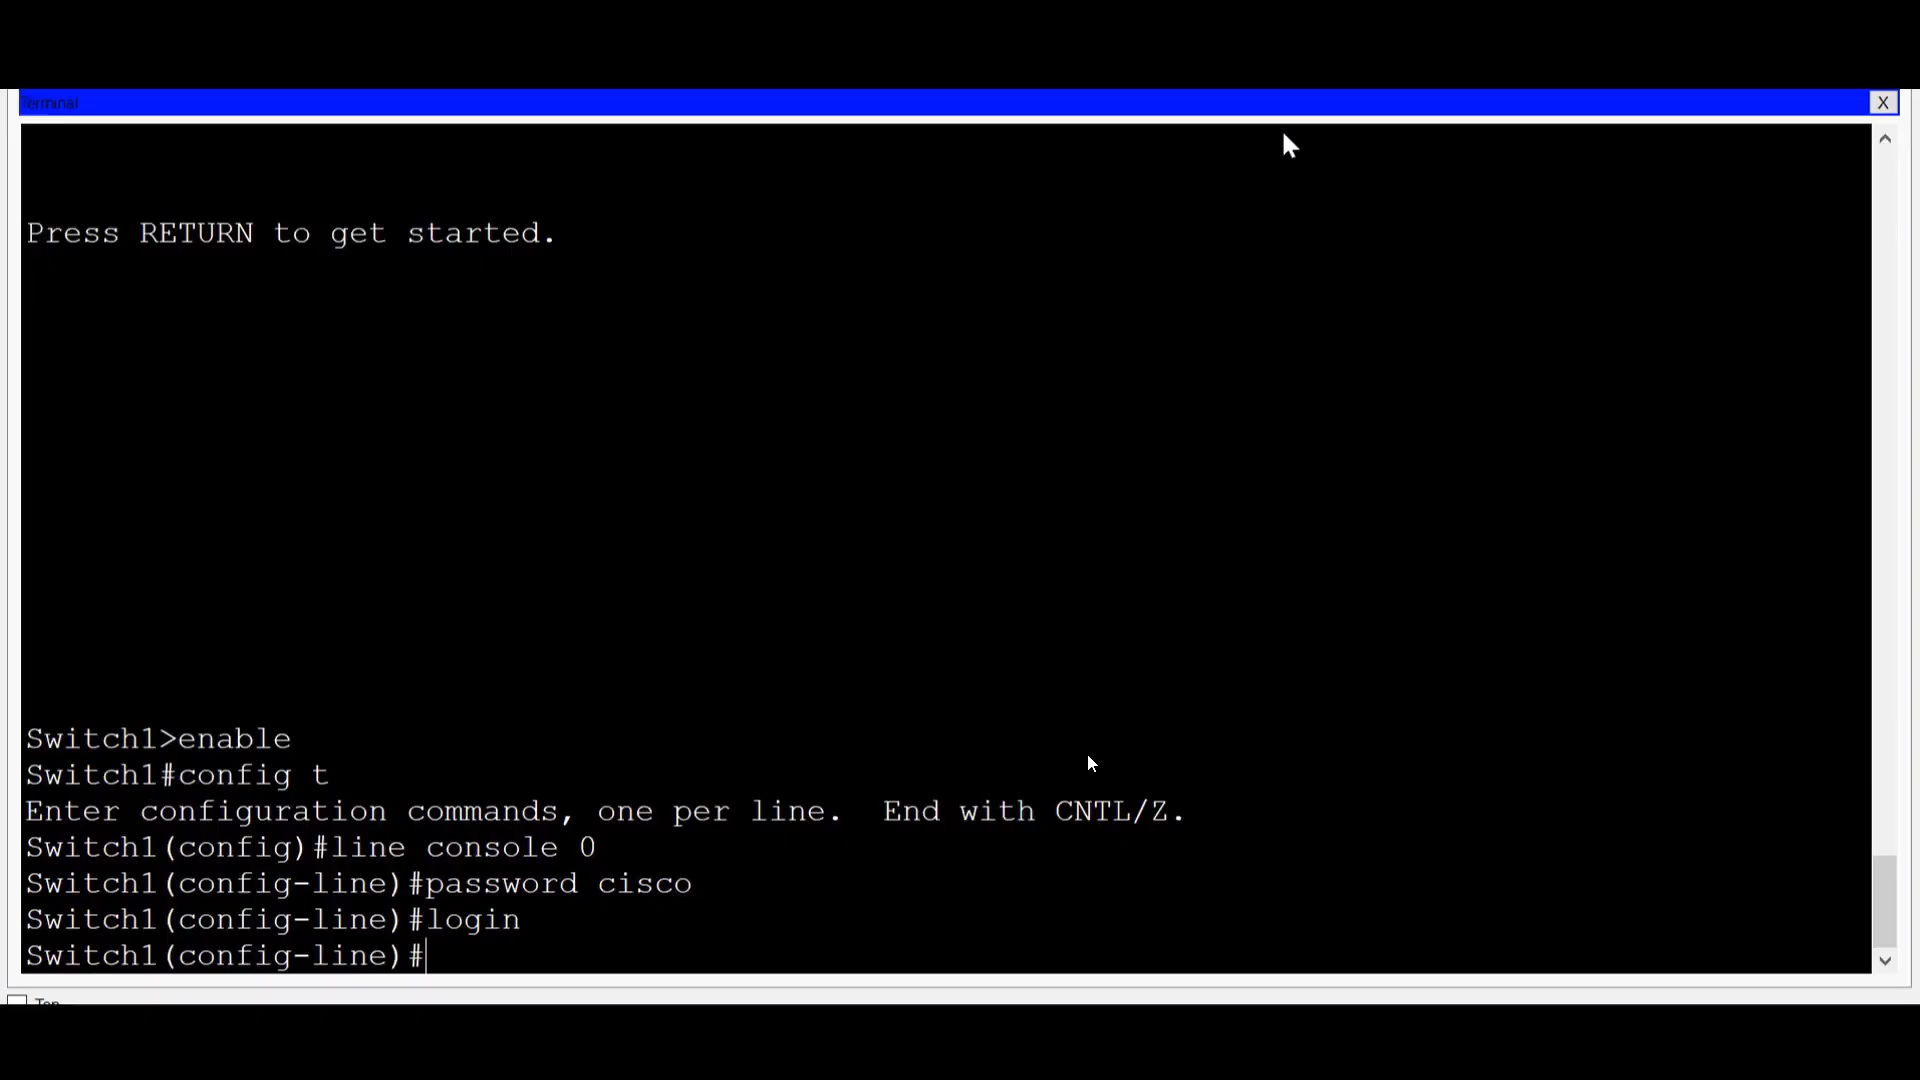 Terminal
X
Press RETURN to get started.
Switch1>enable
Switch1#config t
Enter configuration commands, one per line.  End with CNTL/Z.
Switch1(config)#line console 0
Switch1(config-line)#password cisco
Switch1(config-line)#login
Switch1(config-line)#
Top